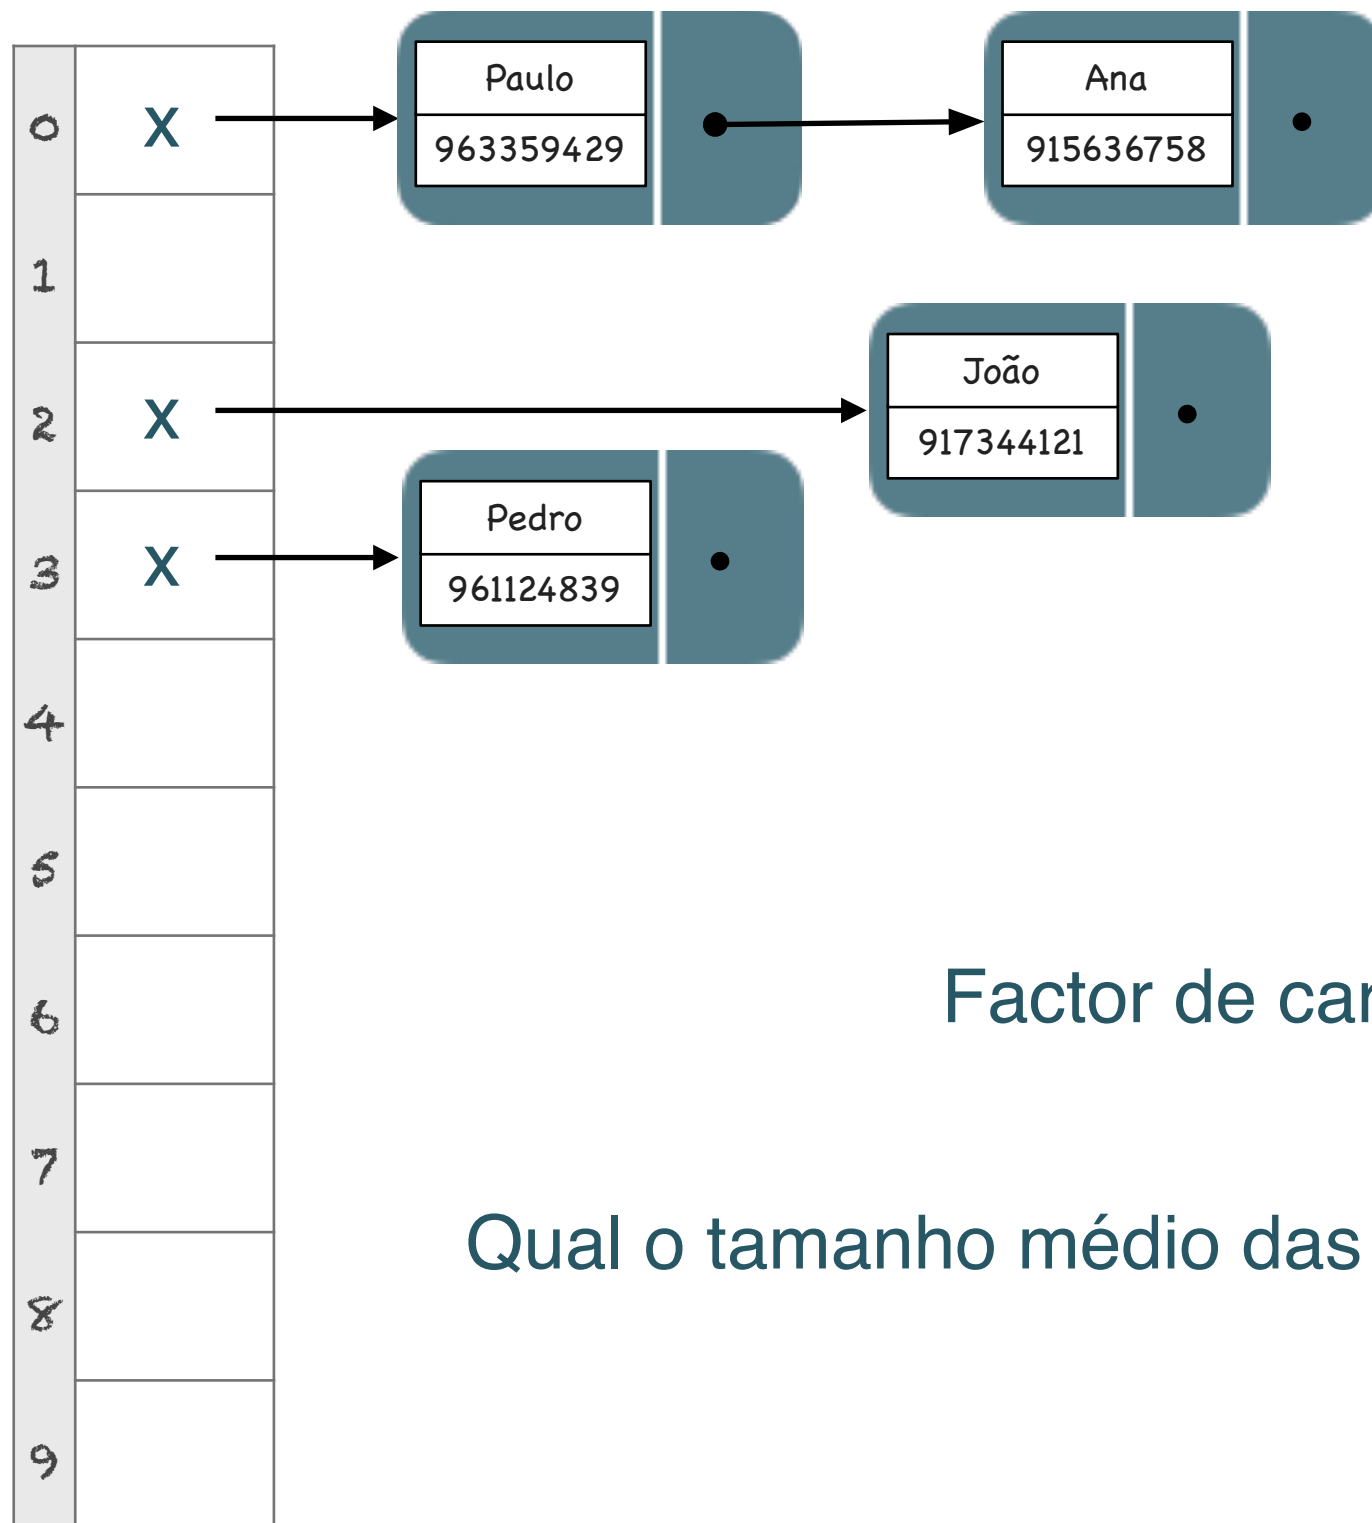 0 X Paulo Ana
963359429 915636758
1
João
2 X 917344121
Pedro
3 X 961124839
4
5
6 Factor de
7
Qual o tamanho médio das
8
9